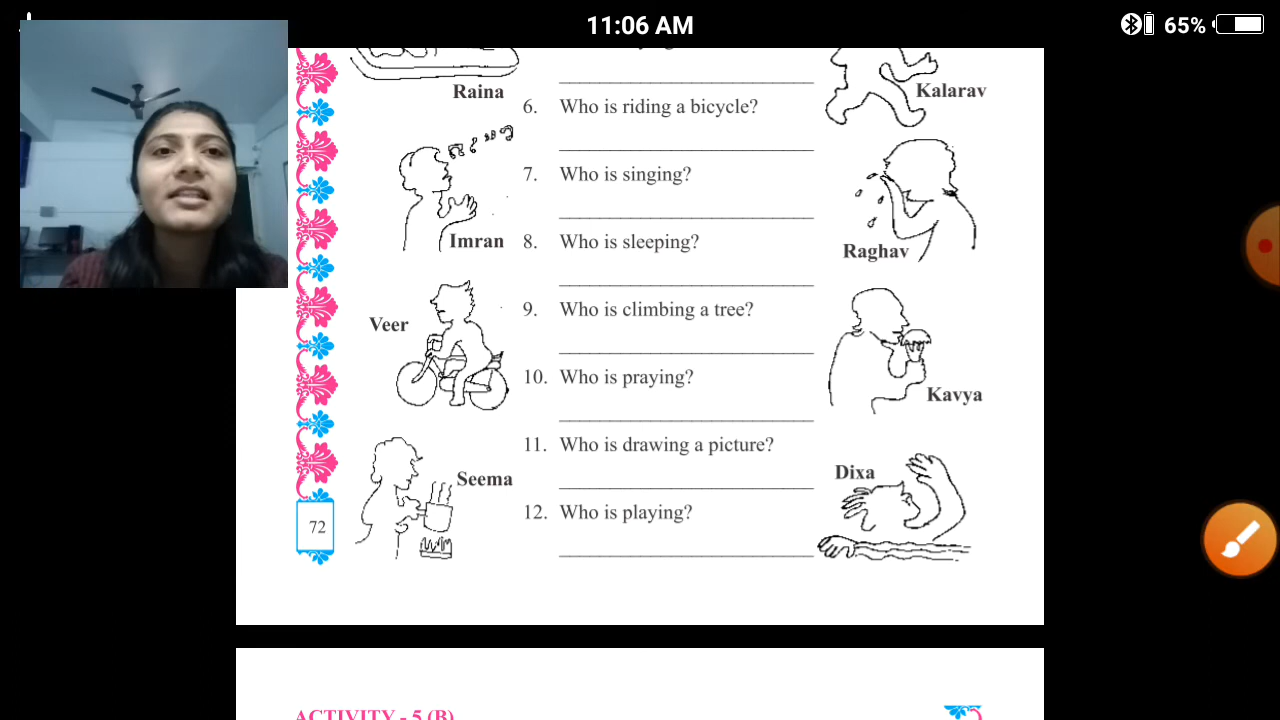 11:06 AM
65%
Raina
Kalarav
6. Who is riding a bicycle?
7. Who is singing?
Imran
8. Who is sleeping?
Raghav
Veer
9. Who is climbing a tree?
10. Who is praying?
Kavya
11. Who is drawing a picture?
Seema
Dixa
12. Who is playing?
72
ACTIVITY - 5 (B)